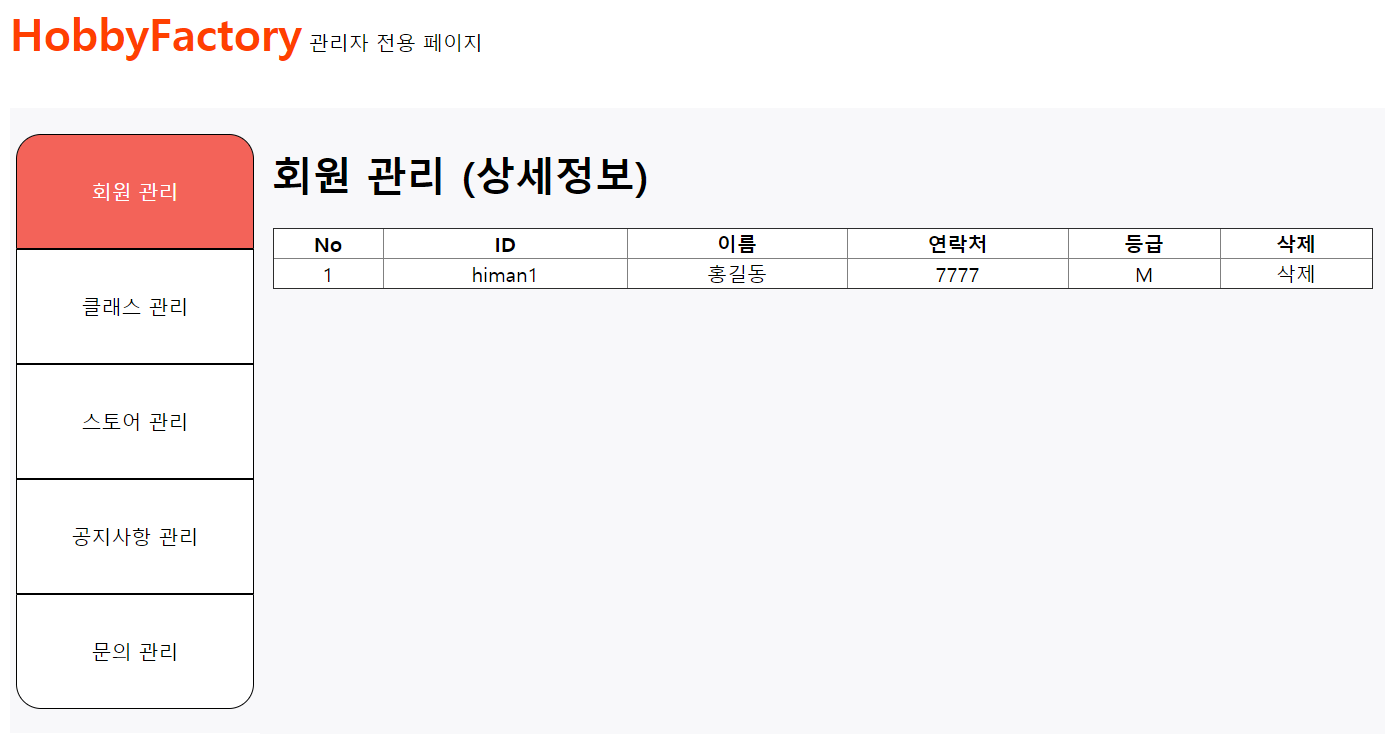 HobbyFactory 관리자 전용 페이지
회원 관리
클래스 관리
스토어 관리
공지사항 관리
문의 관리
회원 관리 (상세정보)
No ID 이름 연락처 등급 삭제
1 himan1 홍길동 7777 M 삭제